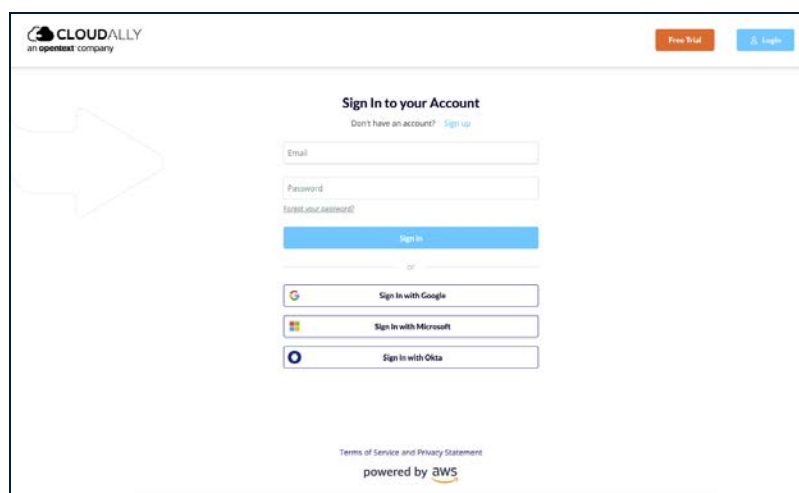 CLOUDALLY
an opentext company
Free Trial
Login
Sign In to your Account
Don't have an account? Sign up
Email
Password
Forgot your password?
Sign In
or
Sign In with Google
Sign In with Microsoft
Sign In with Okta
Terms of Service and Privacy Statement
powered by aws